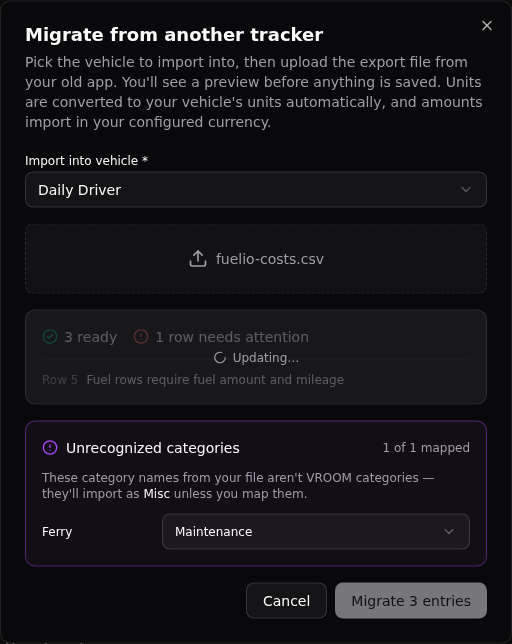 Migrate from another tracker
Pick the vehicle to import into, then upload the export file from
your old app. You'll see a preview before anything is saved. Units
are converted to your vehicle's units automatically, and amounts
import in your configured currency.
Import into vehicle *
Daily Driver
fuelio-costs.csv
3 ready 1 row needs attention
Updating...
Row 5 Fuel rows require fuel amount and mileage
Unrecognized categories 1 of 1 mapped
These category names from your file aren't VROOM categories —
they'll import as Misc unless you map them.
Ferry Maintenance
Cancel Migrate 3 entries